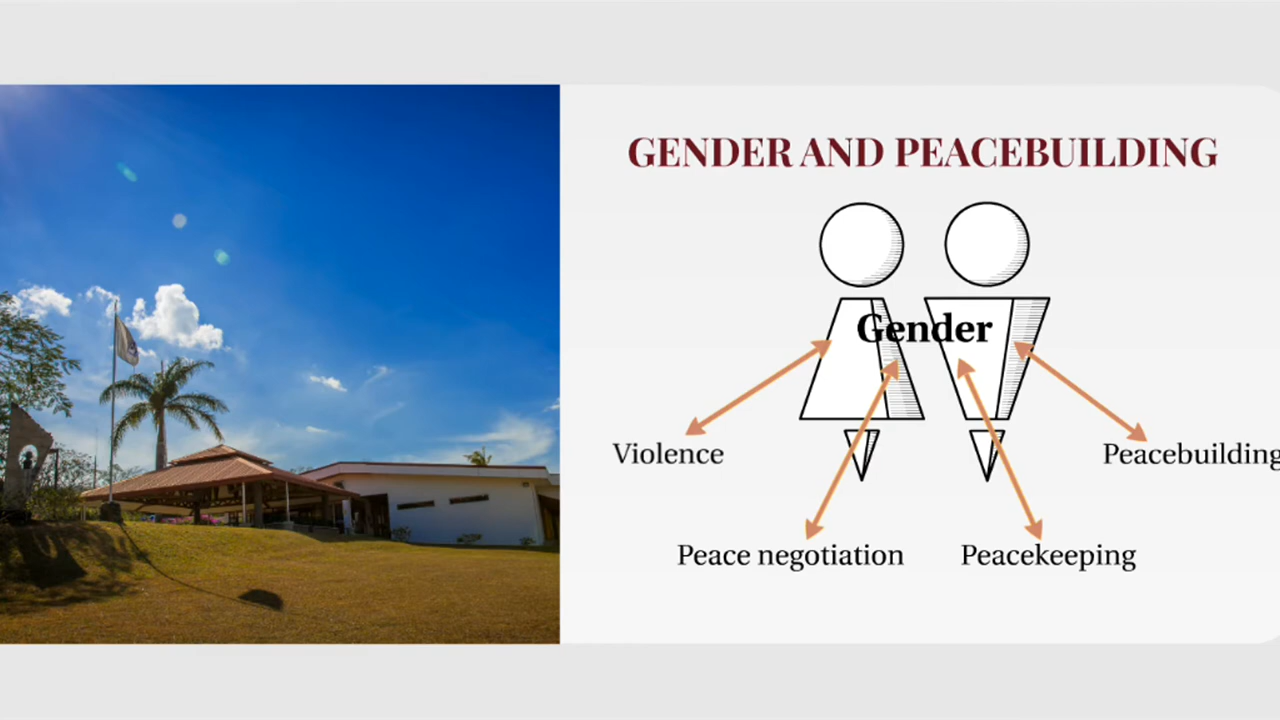 GENDER AND PEACEBUILDING
Gender
Violence
Peacebuilding
Peace negotiation
Peacekeeping